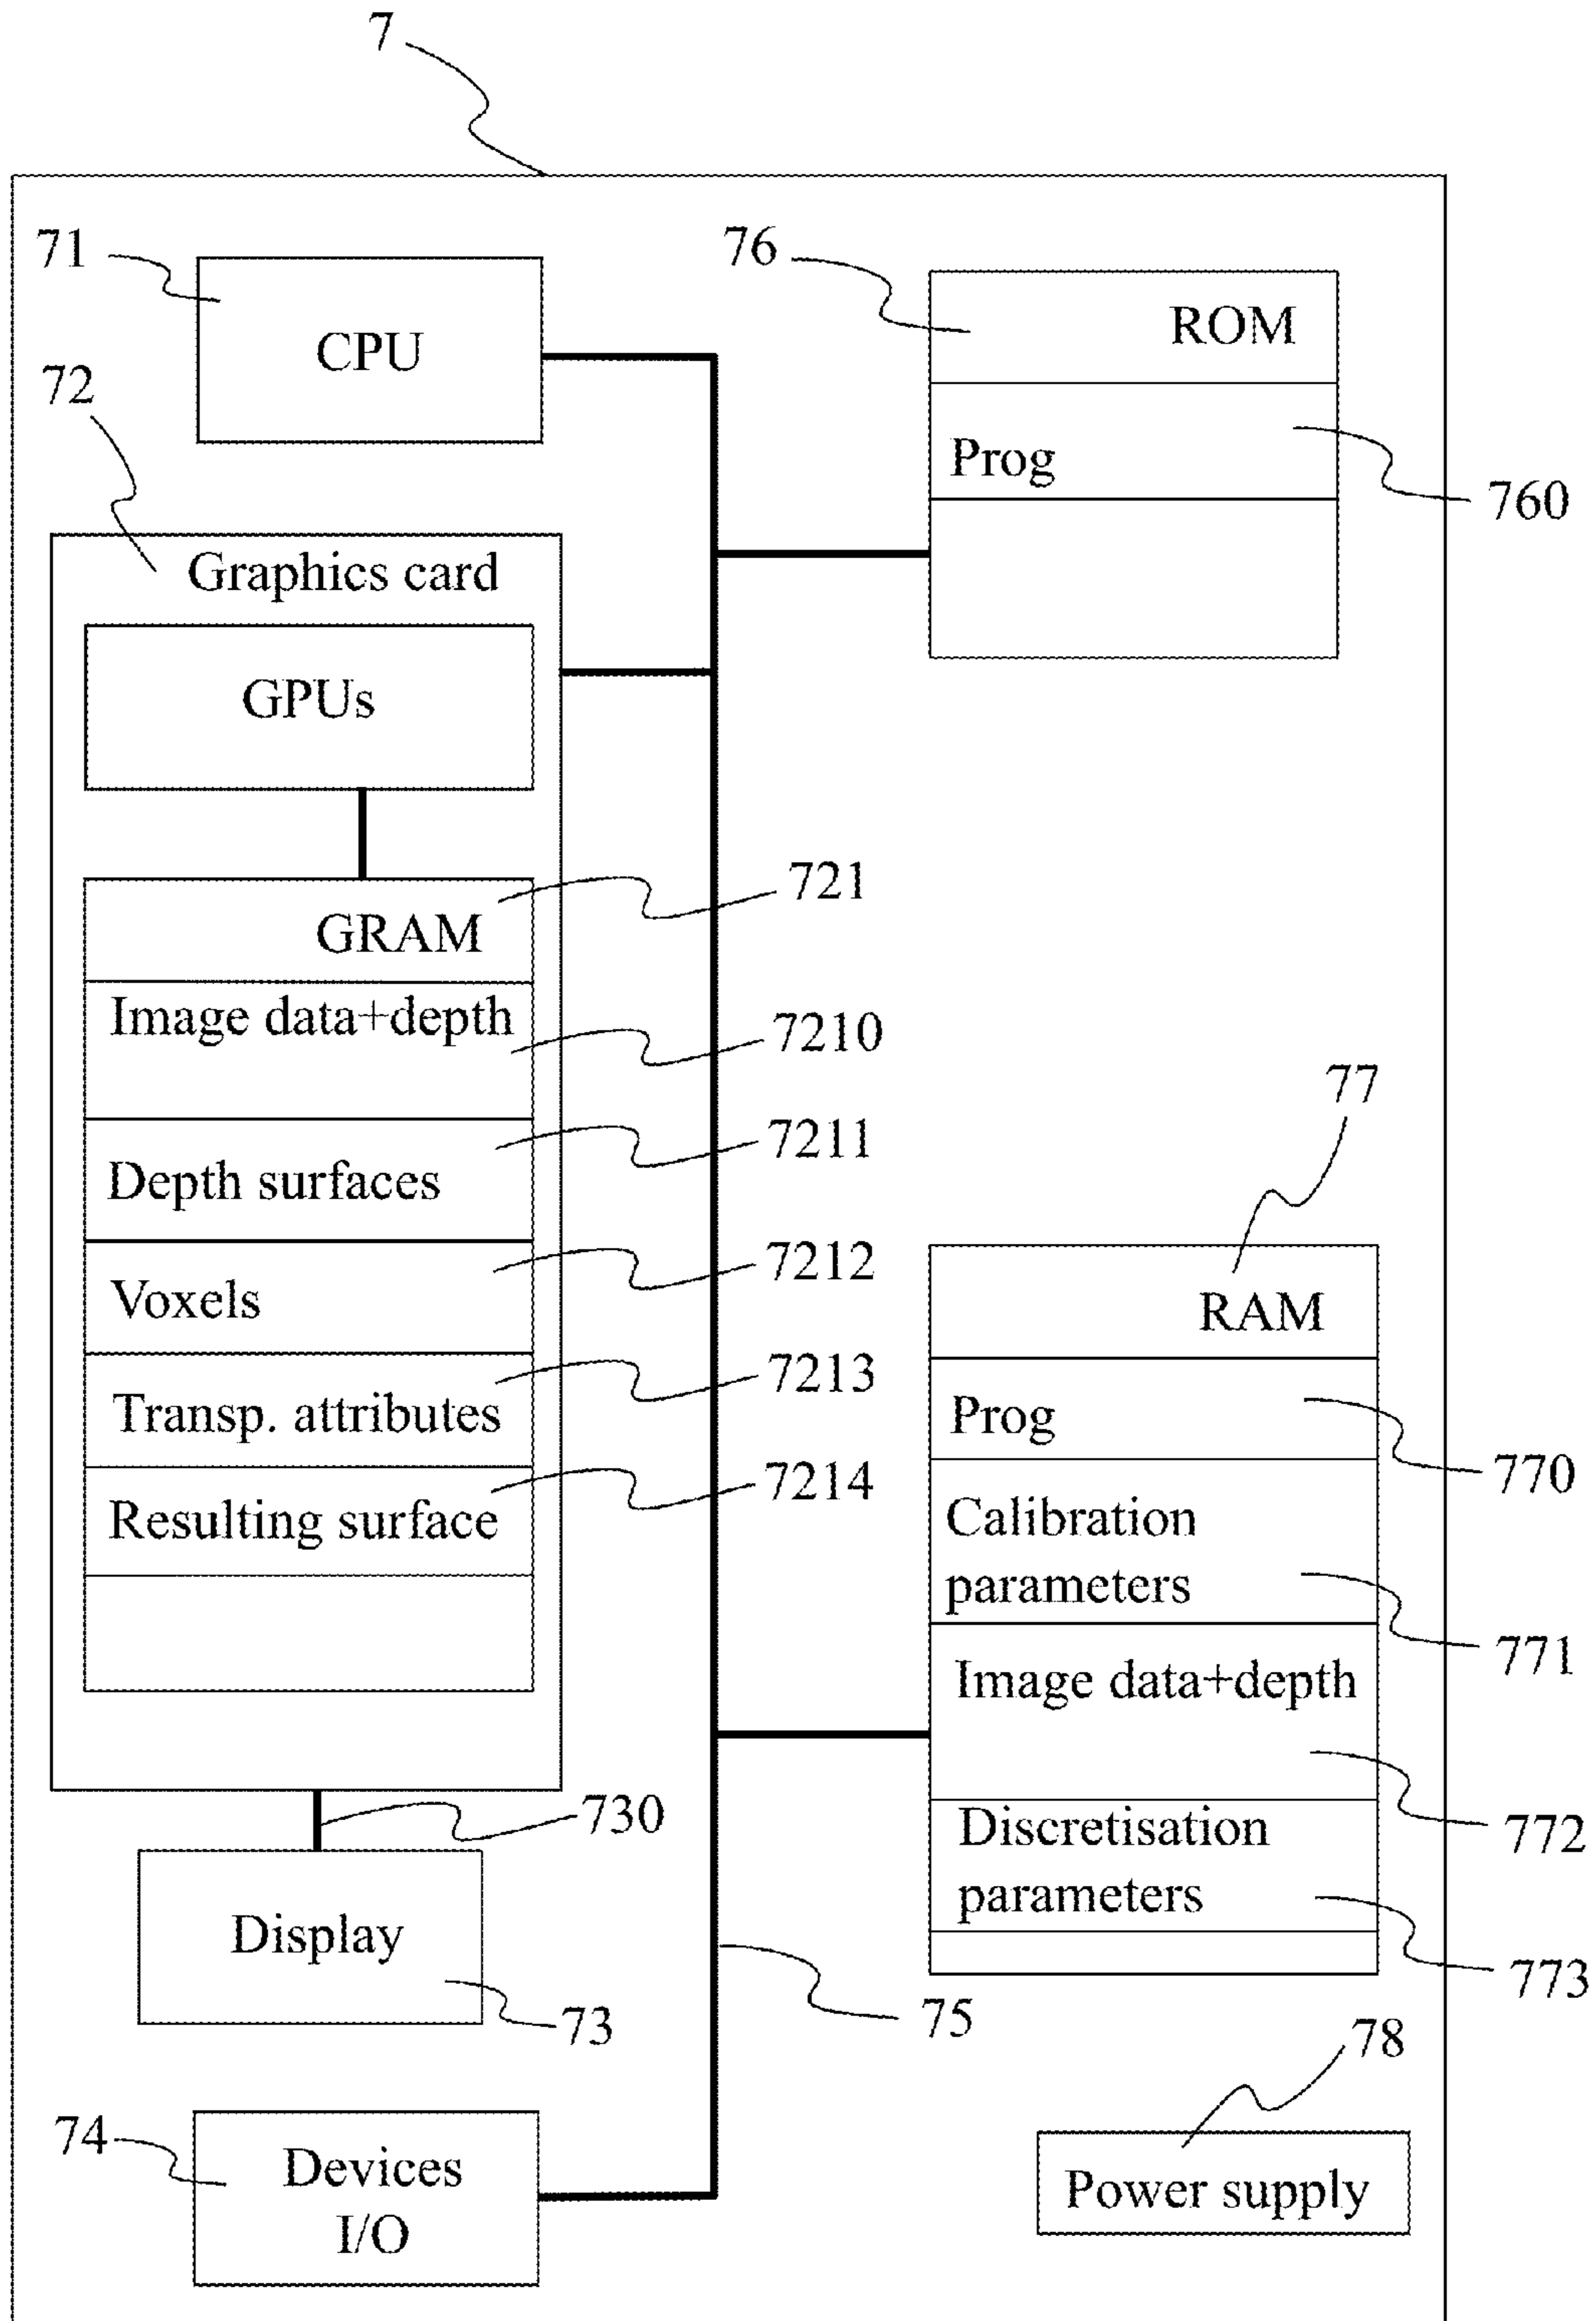 7
71
CPU
76
ROM
72
Prog
760
Graphics card
GPUs
721
GRAM
Image data+depth
7210
7211
Depth surfaces
7212
Voxels
7213
Transp. attributes
7214
Resulting surface
77
RAM
Prog
770
Calibration
parameters
771
Image data+depth
772
Discretisation
parameters
773
730
Display
73
75
78
74
Devices
I/O
Power supply